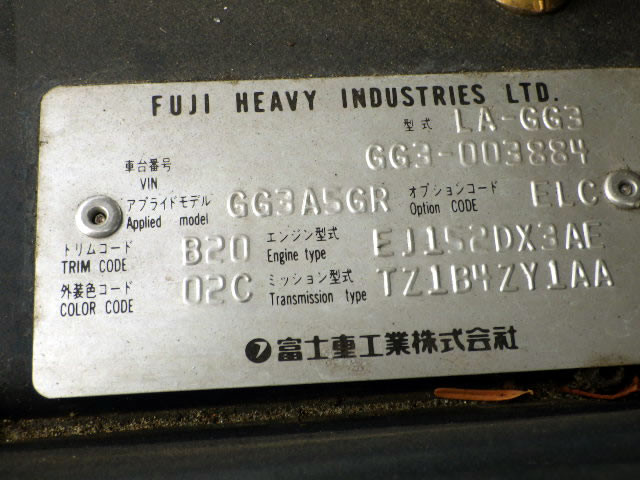 FUJI HEAVY INDUSTRIES LTD.
型式 LA-GG3
車台番号 VIN GG3-003884
アプライドモデル Applied model GG3A5GR オプションコード Option CODE ELC
トリムコード TRIM CODE B20 エンジン型式 Engine type EJ152DX3AE
外装色コード COLOR CODE 02C ミッション型式 Transmission type TZ1B4ZY1AA
富士重工業株式会社